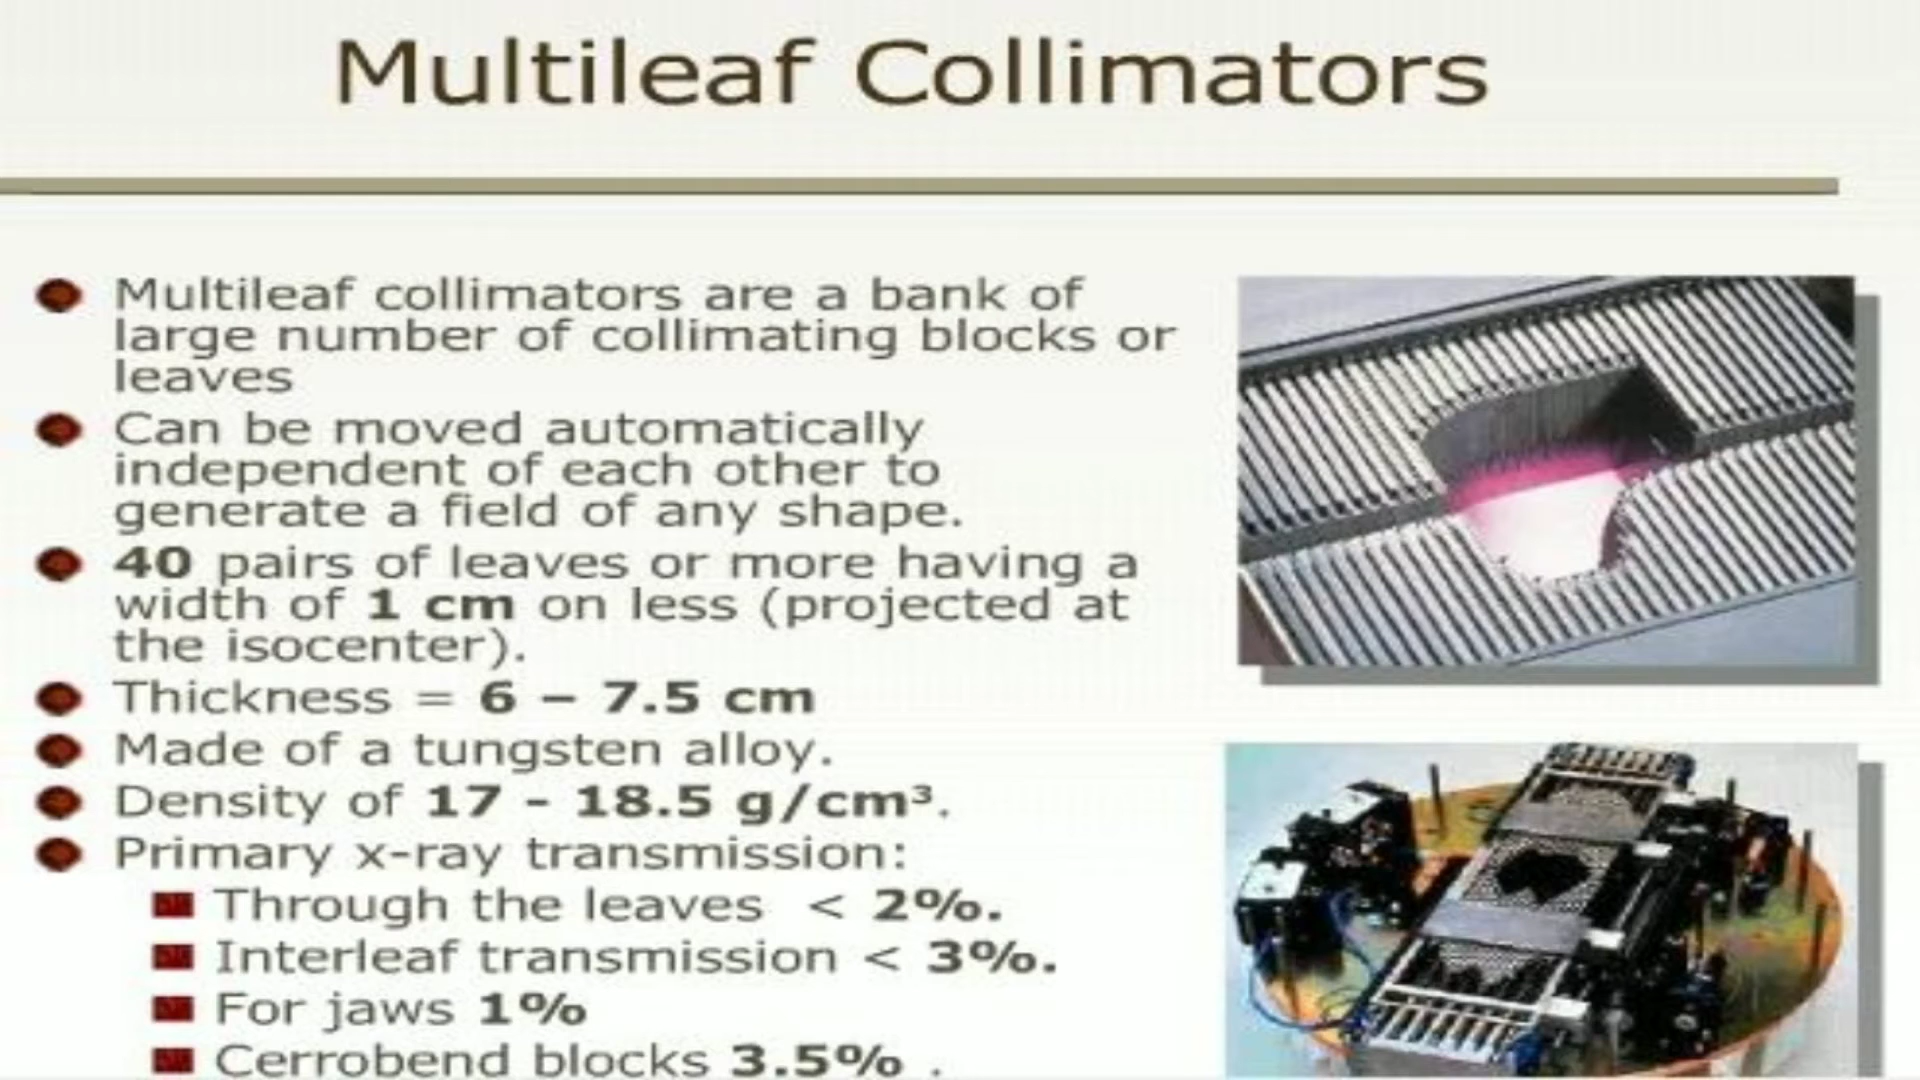 Multileaf Collimators
Multileaf collimators are a bank of
large number of collimating blocks or
leaves
Can be moved automatically
independent of each other to
generate a field of any shape.
40 pairs of leaves or more having a
width of 1 cm on less (projected at
the isocenter).
Thickness = 6 – 7.5 cm
Made of a tungsten alloy.
Density of 17 - 18.5 g/cm³.
Primary x-ray transmission:
Through the leaves < 2%.
Interleaf transmission < 3%.
For jaws 1%
Cerrobend blocks 3.5% .